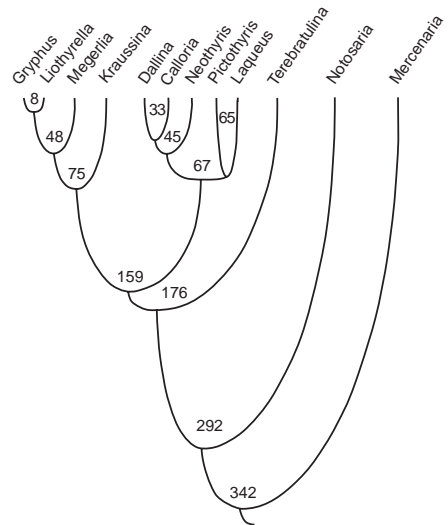 Gryphus
Liothyrella
Megerlia
Kraussina
Dallina
Calloria
Neothyris
Pictothyris
Laqueus
Terebratulina
Notosaria
Mercenaria
8
33
65
48
45
75
67
159
176
292
342